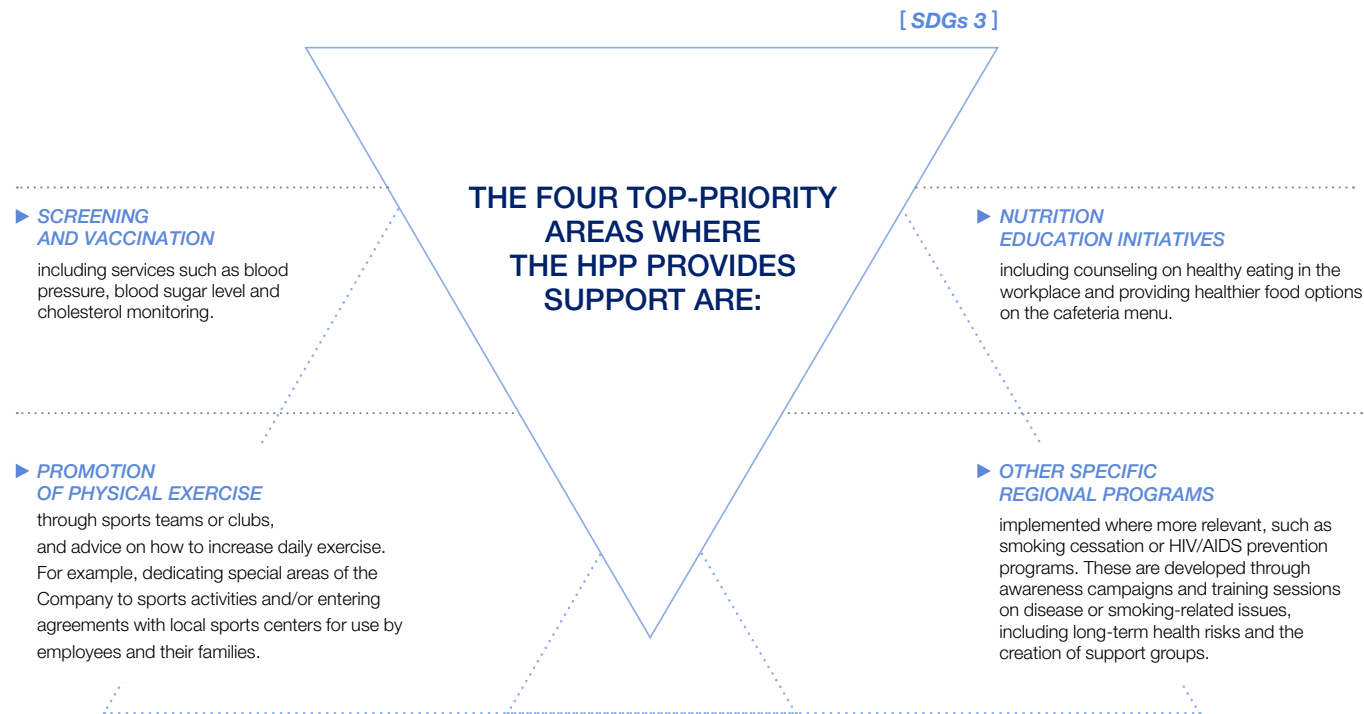 [ SDGs 3 ]
THE FOUR TOP-PRIORITY
AREAS WHERE
THE HPP PROVIDES
SUPPORT ARE:
▶ SCREENING
AND VACCINATION
including services such as blood
pressure, blood sugar level and
cholesterol monitoring.
▶ NUTRITION
EDUCATION INITIATIVES
including counseling on healthy eating in the
workplace and providing healthier food options
on the cafeteria menu.
▶ PROMOTION
OF PHYSICAL EXERCISE
through sports teams or clubs,
and advice on how to increase daily exercise.
For example, dedicating special areas of the
Company to sports activities and/or entering
agreements with local sports centers for use by
employees and their families.
▶ OTHER SPECIFIC
REGIONAL PROGRAMS
implemented where more relevant, such as
smoking cessation or HIV/AIDS prevention
programs. These are developed through
awareness campaigns and training sessions
on disease or smoking-related issues,
including long-term health risks and the
creation of support groups.